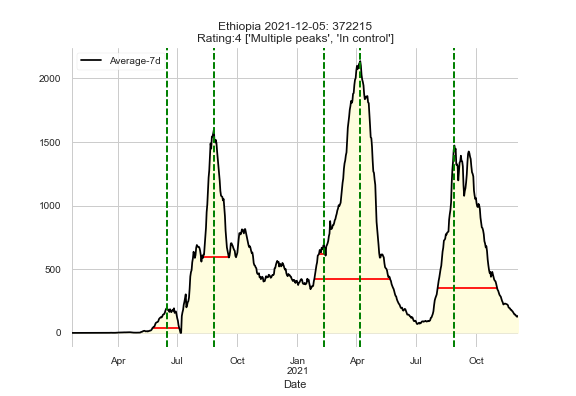 Ethiopia 2021-12-05: 372215
Rating:4 ['Multiple peaks', 'In control']
Average-7d
2000
1500
1000
500
0
Apr Jul Oct Jan Apr Jul Oct
2021
Date